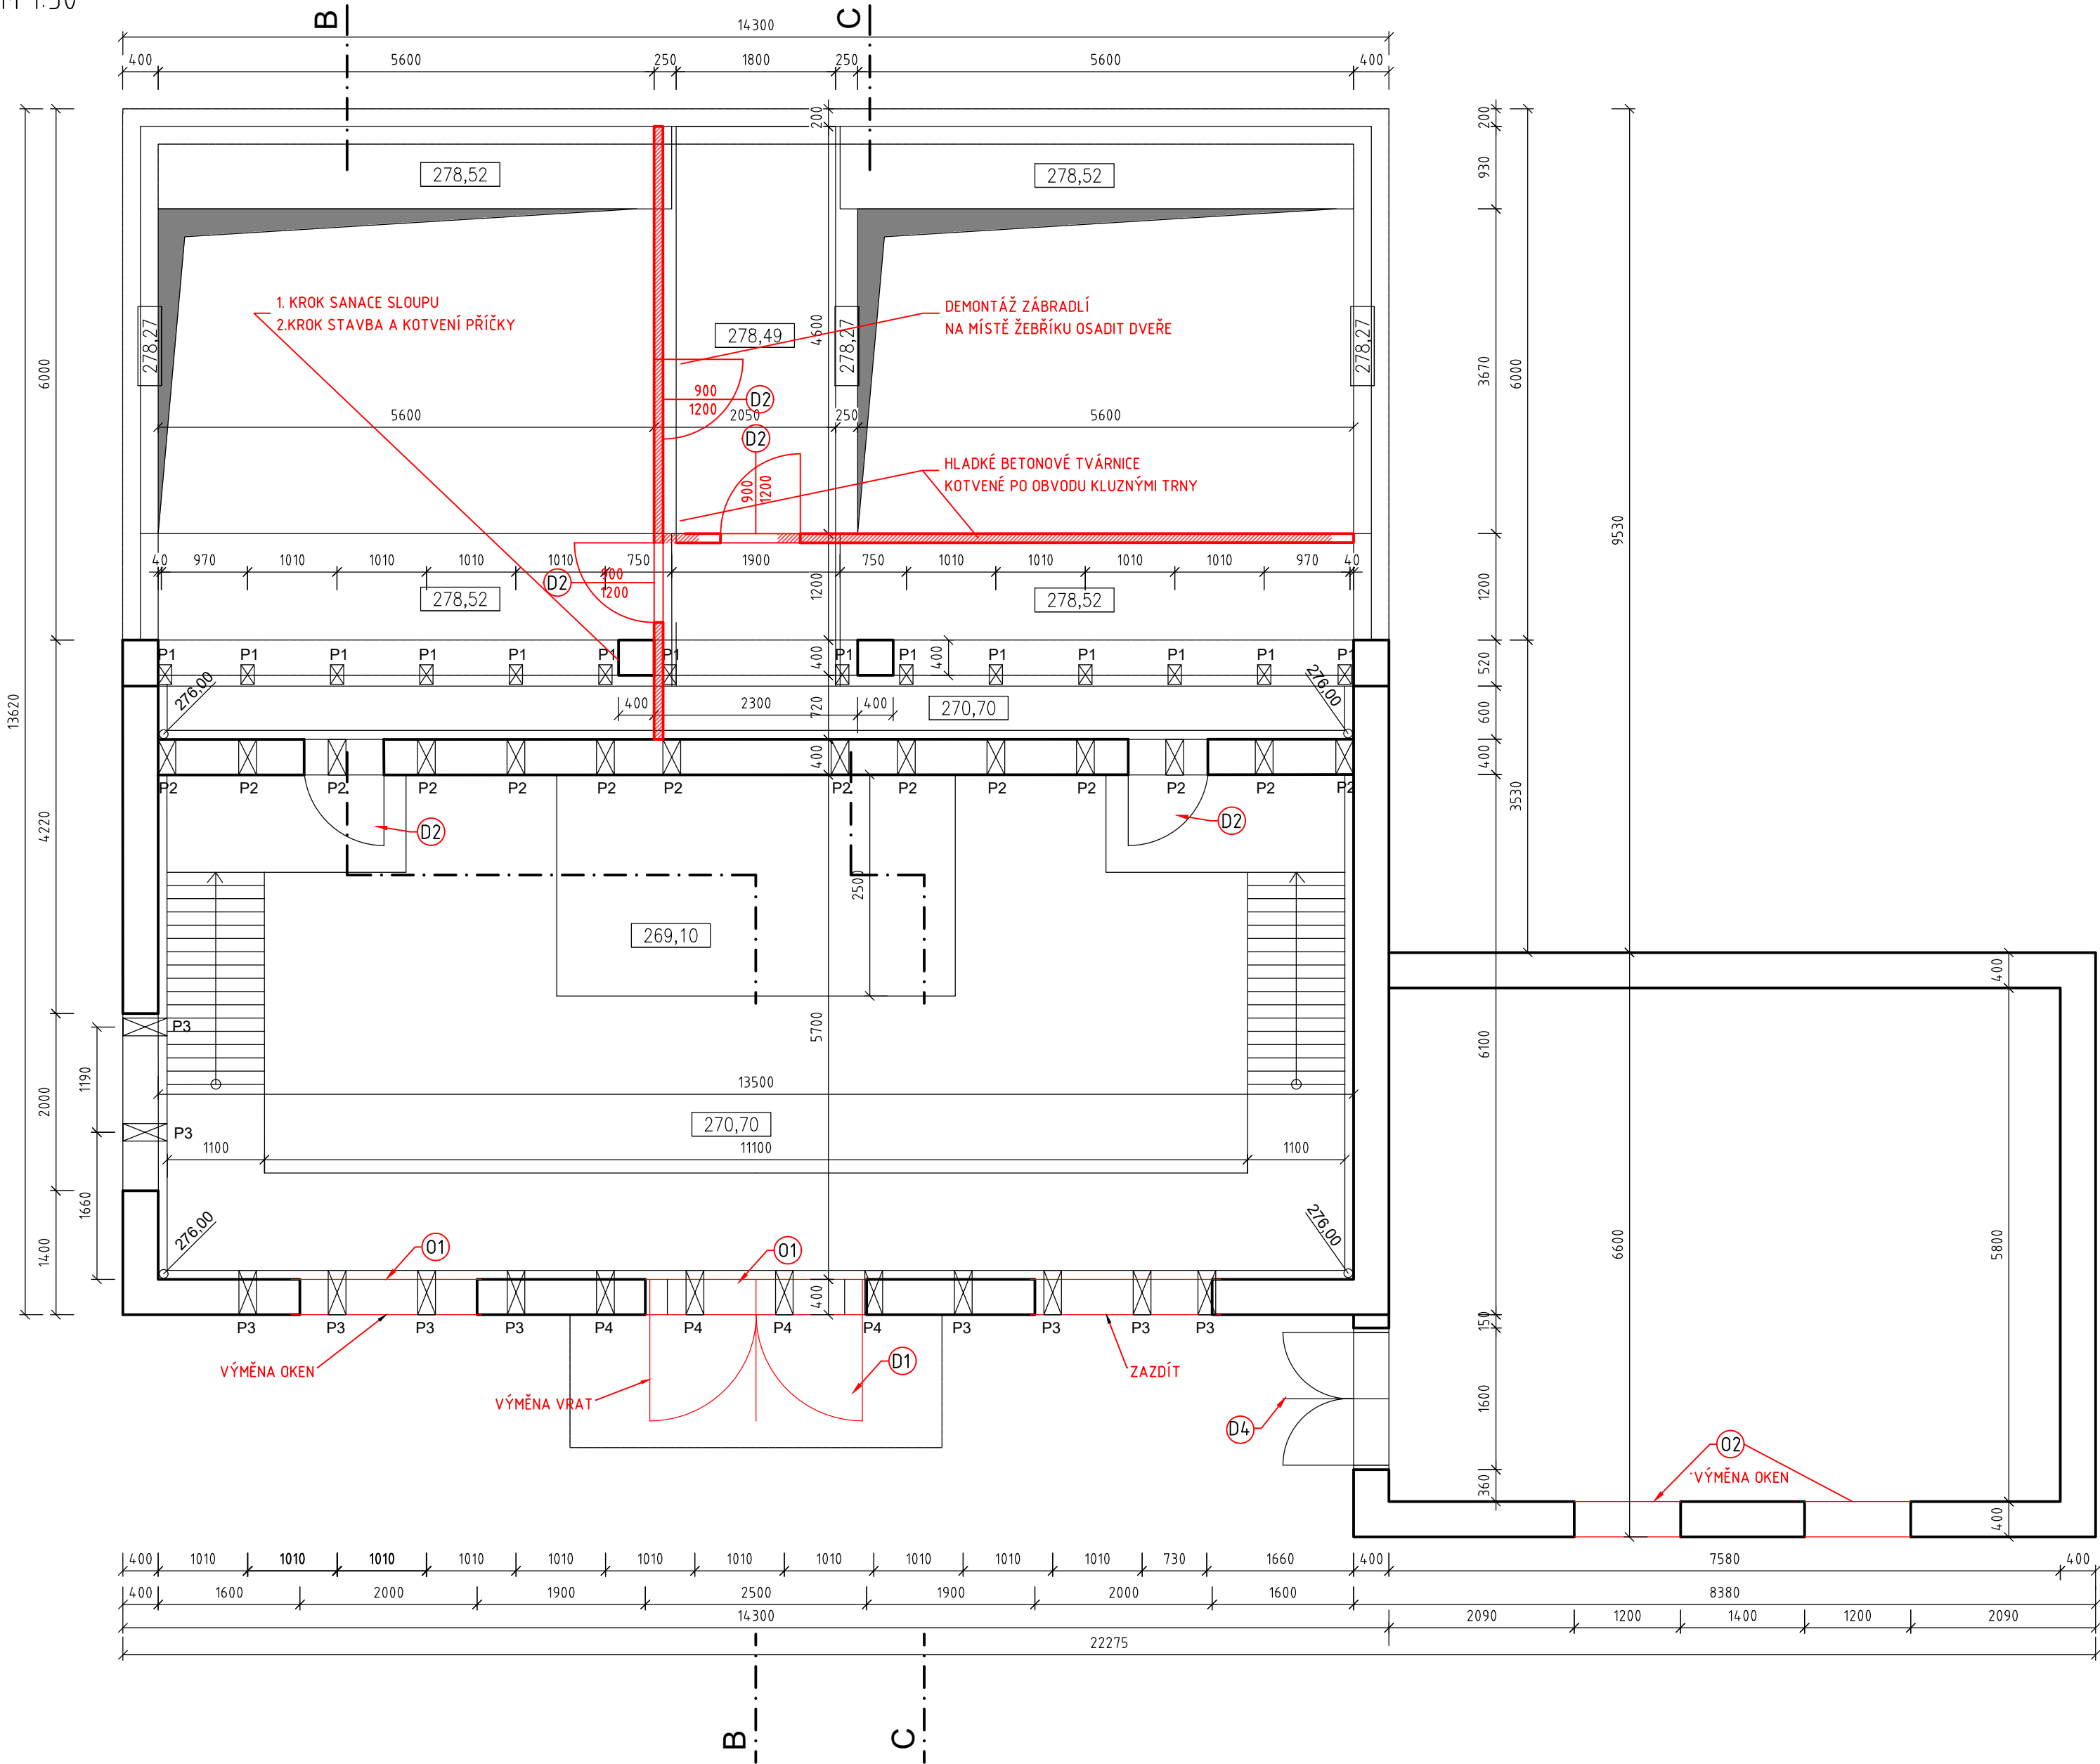 B
C
14300
400
5600
250
1800
250
5600
400
200
200
930
278,52
278,52
1. KROK SANACE SLOUPU
2.KROK STAVBA A KOTVENÍ PŘÍČKY
DEMONTÁŽ ZÁBRADLÍ
NA MÍSTĚ ŽEBŘÍKU OSADIT DVEŘE
278,27
278,49
4600
278,27
278,27
6000
3670
6000
900
1200
D2
5600
2050
250
5600
D2
900
1200
HLADKÉ BETONOVÉ TVÁRNICE
KOTVENÉ PO OBVODU KLUZNÝMI TRNY
9530
13620
40
970
1010
1010
1010
1010
750
1900
750
1010
1010
1010
1010
970
40
D2
900
1200
278,52
278,52
1200
1200
P1
P1
P1
P1
P1
P1
P1
P1
P1
P1
P1
P1
P1
P1
400
400
520
276,00
276,00
400
2300
400
720
270,70
600
400
400
P2
P2
P2
P2
P2
P2
P2
P2
P2
P2
P2
P2
P2
P2
3530
4220
D2
D2
2500
269,10
400
P3
5700
6100
1190
2000
13500
P3
270,70
1100
11100
1100
1660
1400
276,00
276,00
6600
5800
O1
O1
400
P3
P3
P3
P3
P4
P4
P4
P4
P3
P3
P3
P3
150
VÝMĚNA OKEN
VÝMĚNA VRAT
D1
ZAZDÍT
1600
D4
O2
VÝMĚNA OKEN
360
400
400
1010
1010
1010
1010
1010
1010
1010
1010
1010
1010
1010
730
1660
400
7580
400
400
1600
2000
1900
2500
1900
2000
1600
8380
14300
2090
1200
1400
1200
2090
22275
B
C